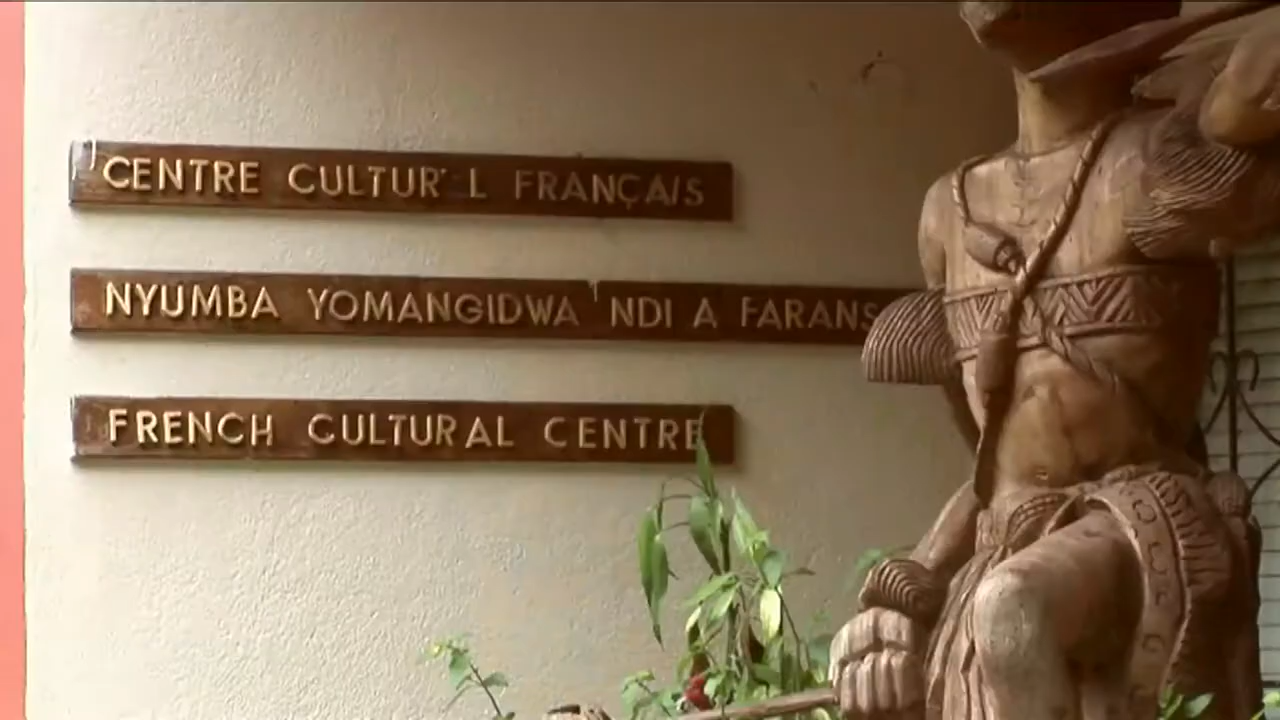 CENTRE CULTUR L FRANÇAIS
NYUMBA YOMANGIDWA NDI A FARANS
FRENCH CULTURAL CENTRE